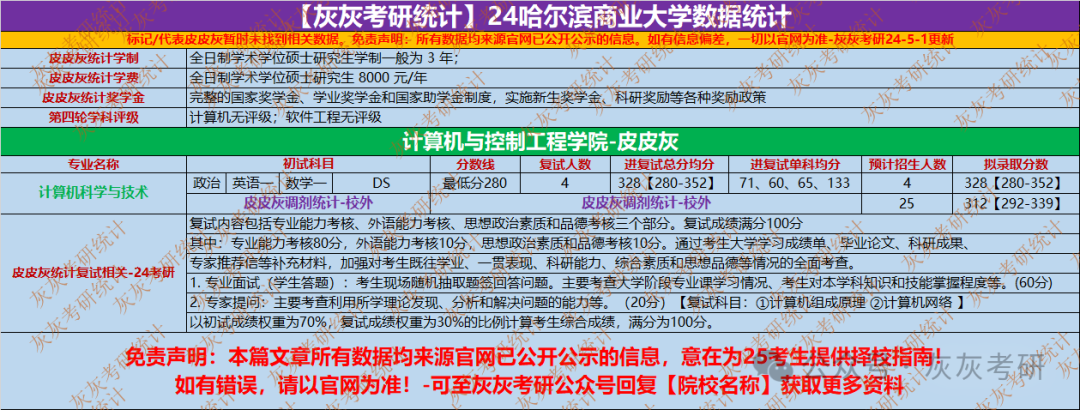 【灰灰考研统计】24哈尔滨商业大学数据统计
标记/代表皮皮灰暂时未找到相关数据。免责声明：所有数据均来源官网已公开公示的信息。如有信息偏差，一切以官网为准-灰灰考研24-5-1更新
皮皮灰统计学制 全日制学术学位硕士研究生学制一般为 3 年；
皮皮灰统计学费 全日制学术学位硕士研究生 8000 元/年
皮皮灰统计奖学金 完整的国家奖学金、学业奖学金和国家助学金制度，实施新生奖学金、科研奖励等各种奖励政策
第四轮学科评级 计算机无评级；软件工程无评级
计算机与控制工程学院-皮皮灰
专业名称 初试科目 分数线 复试人数 进复试总分均分 进复试单科均分 预计招生人数 拟录取分数
计算机科学与技术 政治 英语一 数学一 DS 最低分280 4 328【280-352】 71、60、65、133 4 328【280-352】
皮皮灰调剂统计-校外 皮皮灰调剂统计-校外 25 312【292-339】
皮皮灰统计复试相关-24考研
复试内容包括专业能力考核、外语能力考核、思想政治素质和品德考核三个部分。复试成绩满分100分
其中：专业能力考核80分，外语能力考核10分，思想政治素质和品德考核10分。通过考生大学学习成绩单、毕业论文、科研成果、
专家推荐信等补充材料，加强对考生既往学业、一贯表现、科研能力、综合素质和思想品德等情况的全面考查。
1. 专业面试（学生答题）：考生现场随机抽取题签回答问题。主要考查大学阶段专业课学习情况、考生对本学科知识和技能掌握程度等。(60分)
2. 专家提问：主要考查利用所学理论发现、分析和解决问题的能力等。（20分）【复试科目：①计算机组成原理 ②计算机网络 】
以初试成绩权重为70%，复试成绩权重为30%的比例计算考生综合成绩，满分为100分。
免责声明：本篇文章所有数据均来源官网已公开公示的信息，意在为25考生提供择校指南！
如有错误，请以官网为准！-可至灰灰考研公众号回复【院校名称】获取更多资料
公众号·灰灰考研